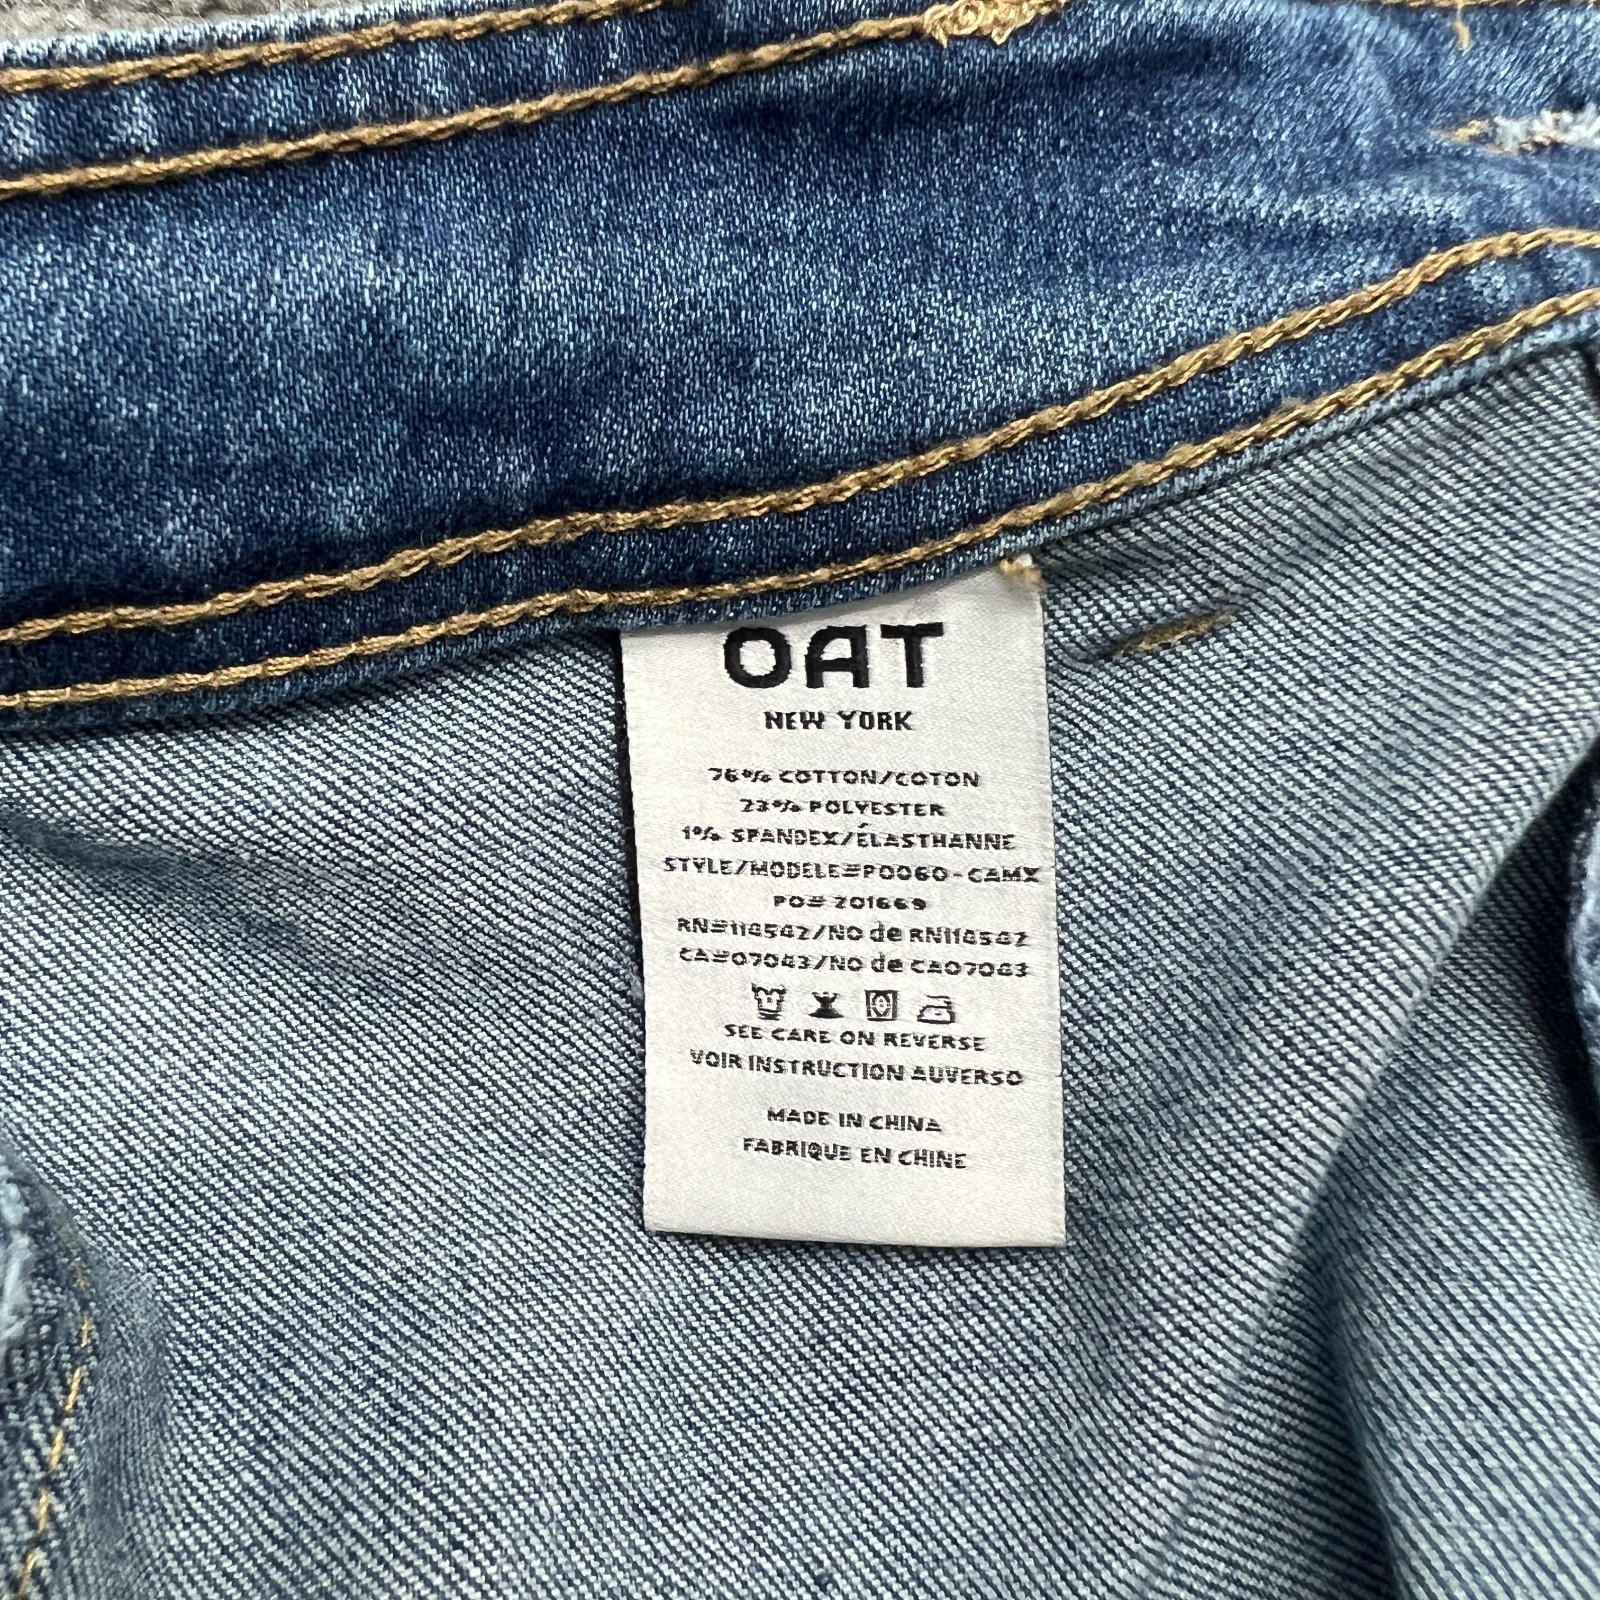 OAT
NEW YORK
76% COTTON/COTON
23% POLYESTER
1% SPANDEX/ÉLASTHANNE
STYLE/MODELE#P0060-CAMX
PO# 201669
RN#114542/NO de RN114542
CA#07043/NO de CA07043
SEE CARE ON REVERSE
VOIR INSTRUCTION AUVERSO
MADE IN CHINA
FABRIQUE EN CHINE